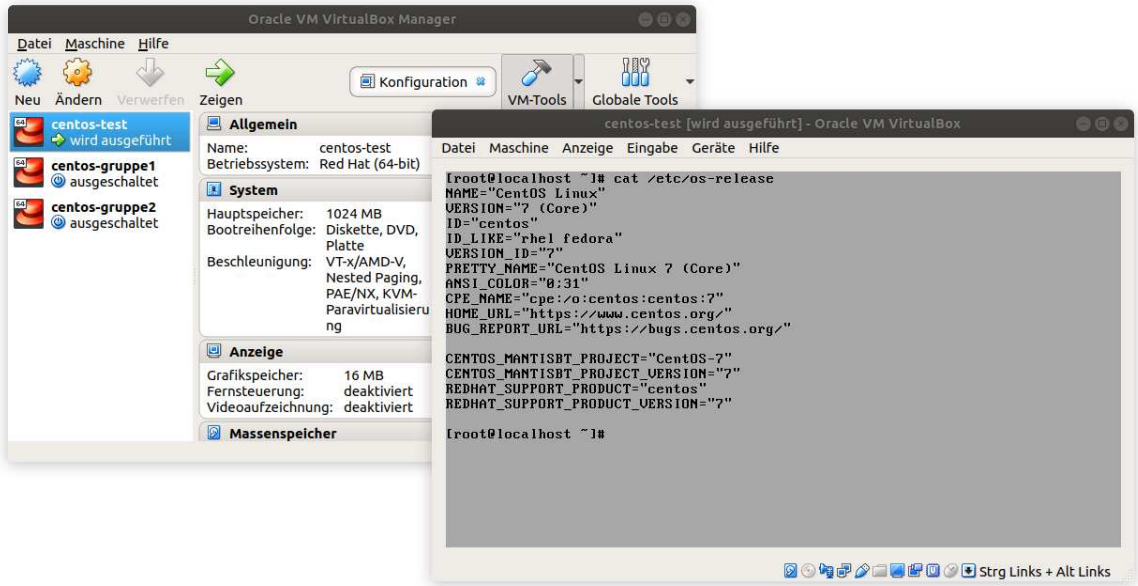 Oracle VM VirtualBox Manager
Datei Maschine Hilfe
Neu Ändern Verwerfen Zeigen Konfiguration VM-Tools Globale Tools
64 centos-test
wird ausgeführt
64 centos-gruppe1
ausgeschaltet
64 centos-gruppe2
ausgeschaltet
Allgemein
Name: centos-test
Betriebssystem: Red Hat (64-bit)
System
Hauptspeicher: 1024 MB
Bootreihenfolge: Diskette, DVD,
Platte
Beschleunigung: VT-x/AMD-V,
Nested Paging,
PAE/NX, KVM-
Paravirtualisieru
ng
Anzeige
Grafikspeicher: 16 MB
Fernsteuerung: deaktiviert
Videoaufzeichnung: deaktiviert
Massenspeicher
centos-test [wird ausgeführt] - Oracle VM VirtualBox
Datei Maschine Anzeige Eingabe Geräte Hilfe
[root@localhost ~]# cat /etc/os-release
NAME="CentOS Linux"
VERSION="7 (Core)"
ID="centos"
ID_LIKE="rhel fedora"
VERSION_ID="7"
PRETTY_NAME="CentOS Linux 7 (Core)"
ANSI_COLOR="0;31"
CPE_NAME="cpe:/o:centos:centos:7"
HOME_URL="https://www.centos.org/"
BUG_REPORT_URL="https://bugs.centos.org/"
CENTOS_MANTISBT_PROJECT="CentOS-7"
CENTOS_MANTISBT_PROJECT_VERSION="7"
REDHAT_SUPPORT_PRODUCT="centos"
REDHAT_SUPPORT_PRODUCT_VERSION="7"
[root@localhost ~]#
Strg Links + Alt Links